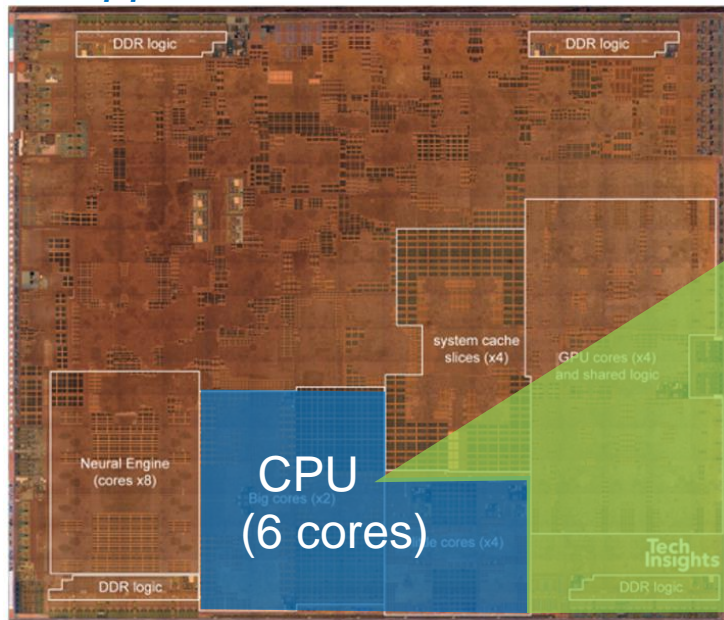 DDR logic
DDR logic
system cache
slices (x4)
GPU cores (x4)
and shared logic
Neural Engine
(cores x8)
CPU
(6 cores)
Big cores (x2)
cores (x4)
Tech
Insights
DDR logic
DDR logic